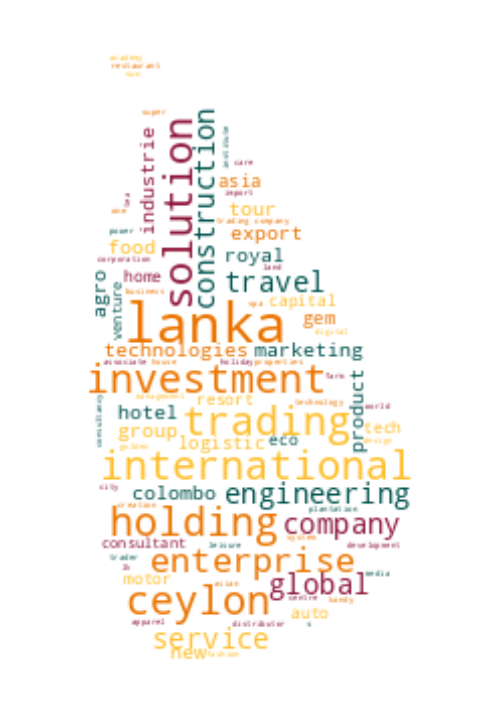 academy
restaurant
sun
super
solution
construction
industrie
institute
care
asia
import
tea
one
tour
trading company
power
export
food
royal
corporation
land
home
travel
agro
business
venture
spa
capital
lanka
gem
digital
technologies
marketing
associate
house
holiday
properties
investment
farm
product
management
resort
technology
world
consultancy
hotel
trading
group
tech
logistic
eco
design
golden
international
city
colombo
engineering
creation
plantation
holding
company
consultant
leisure
system
development
trader
enterprise
lk
motor
media
asian
global
ceylon
centre
kandy
auto
apparel
distributor
s
service
new
fashion